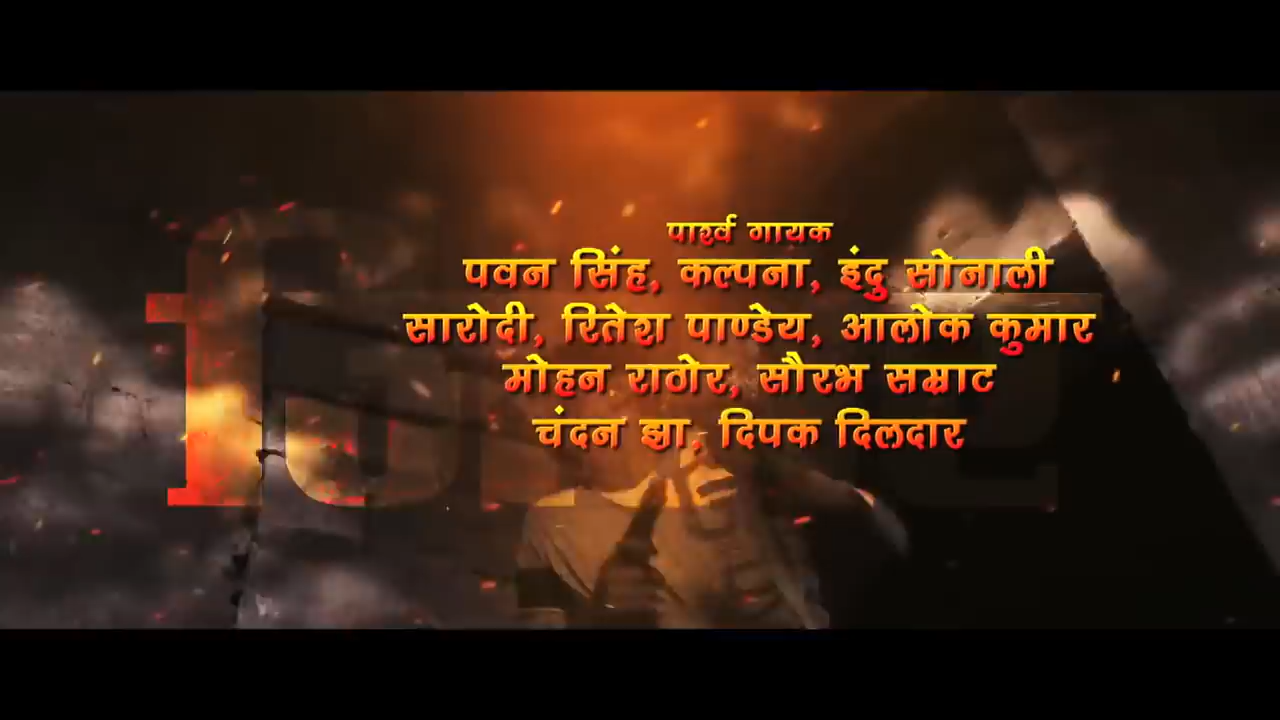 पार्श्व गायक
पवन सिंह, कल्पना, इंदु सोनाली
सारोदी, रितेश पाण्डेय, आलोक कुमार
मोहन राठोर, सौरभ सम्राट
चंदन झा, दिपक दिलदार